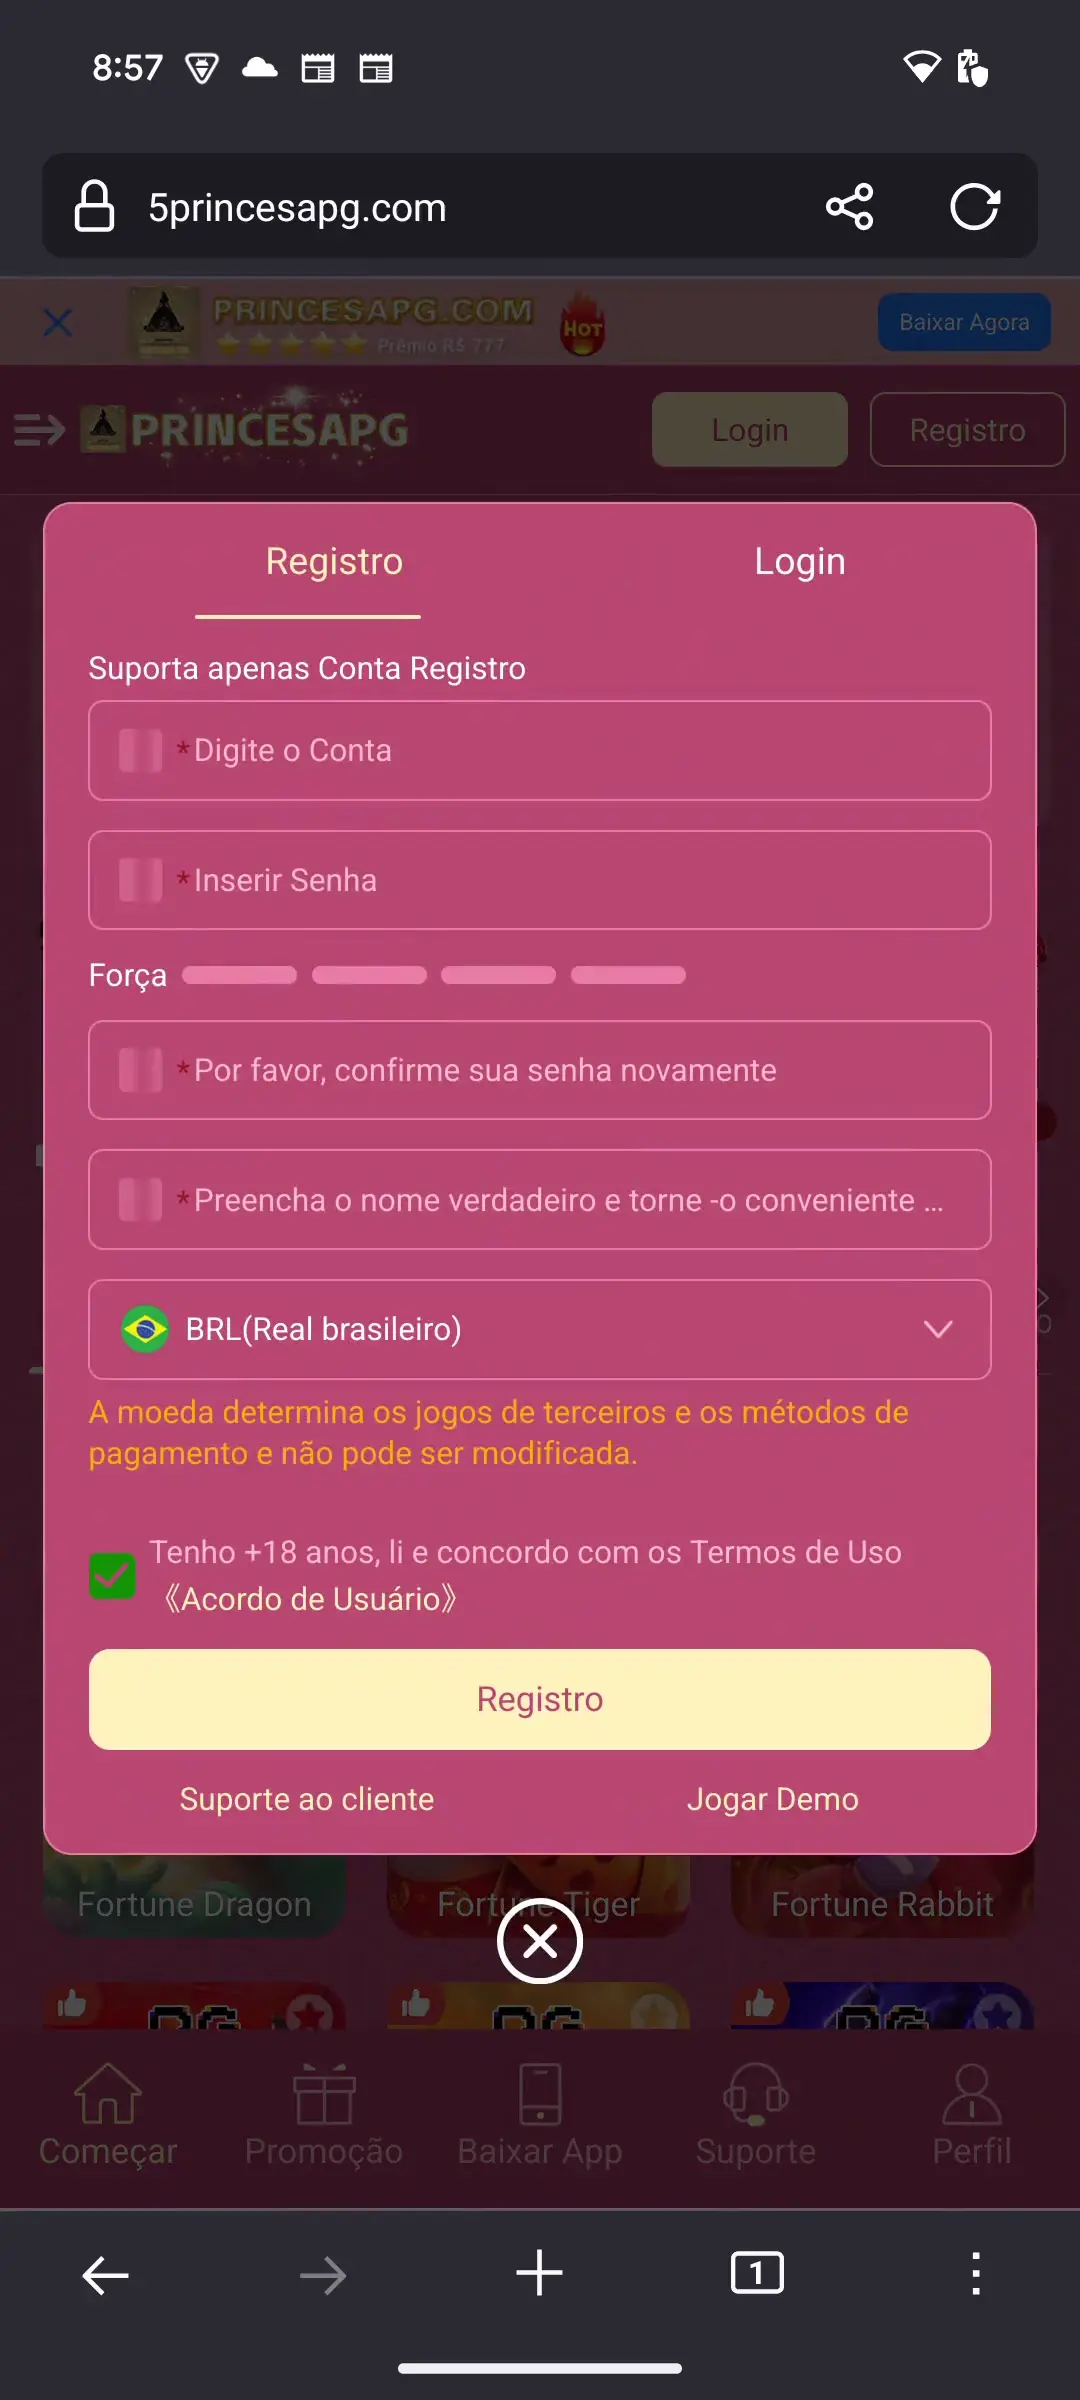 8:57
5princesapg.com
PRINCESAPG.COM
HOT
Prêmio R$ 777
Baixar Agora
PRINCESAPG
Login
Registro
Registro
Login
Suporta apenas Conta Registro
*Digite o Conta
*Inserir Senha
Força
*Por favor, confirme sua senha novamente
*Preencha o nome verdadeiro e torne -o conveniente ...
BRL(Real brasileiro)
A moeda determina os jogos de terceiros e os métodos de
pagamento e não pode ser modificada.
Tenho +18 anos, li e concordo com os Termos de Uso
《Acordo de Usuário》
Registro
Suporte ao cliente
Jogar Demo
Fortune Dragon
Fortune Tiger
Fortune Rabbit
Começar
Promoção
Baixar App
Suporte
Perfil
1